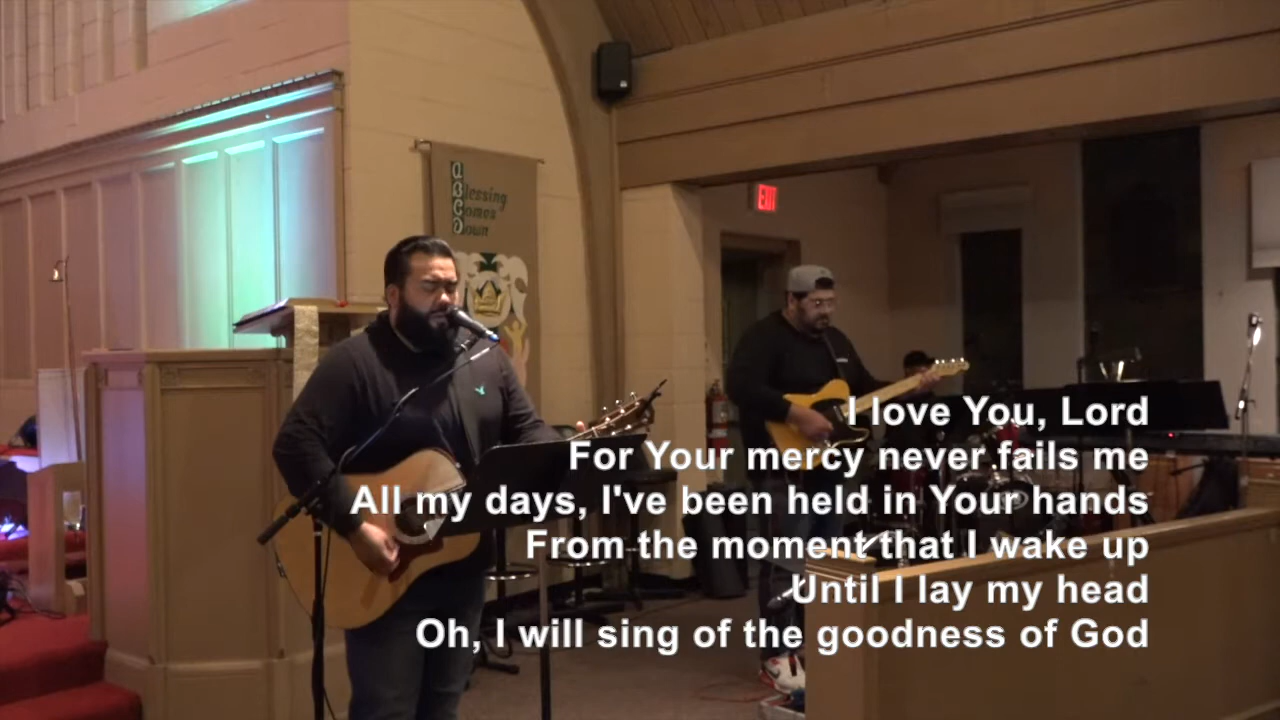 A
Blessing
Comes
Down
EXIT
I love You, Lord
For Your mercy never fails me
All my days, I've been held in Your hands
From the moment that I wake up
Until I lay my head
Oh, I will sing of the goodness of God